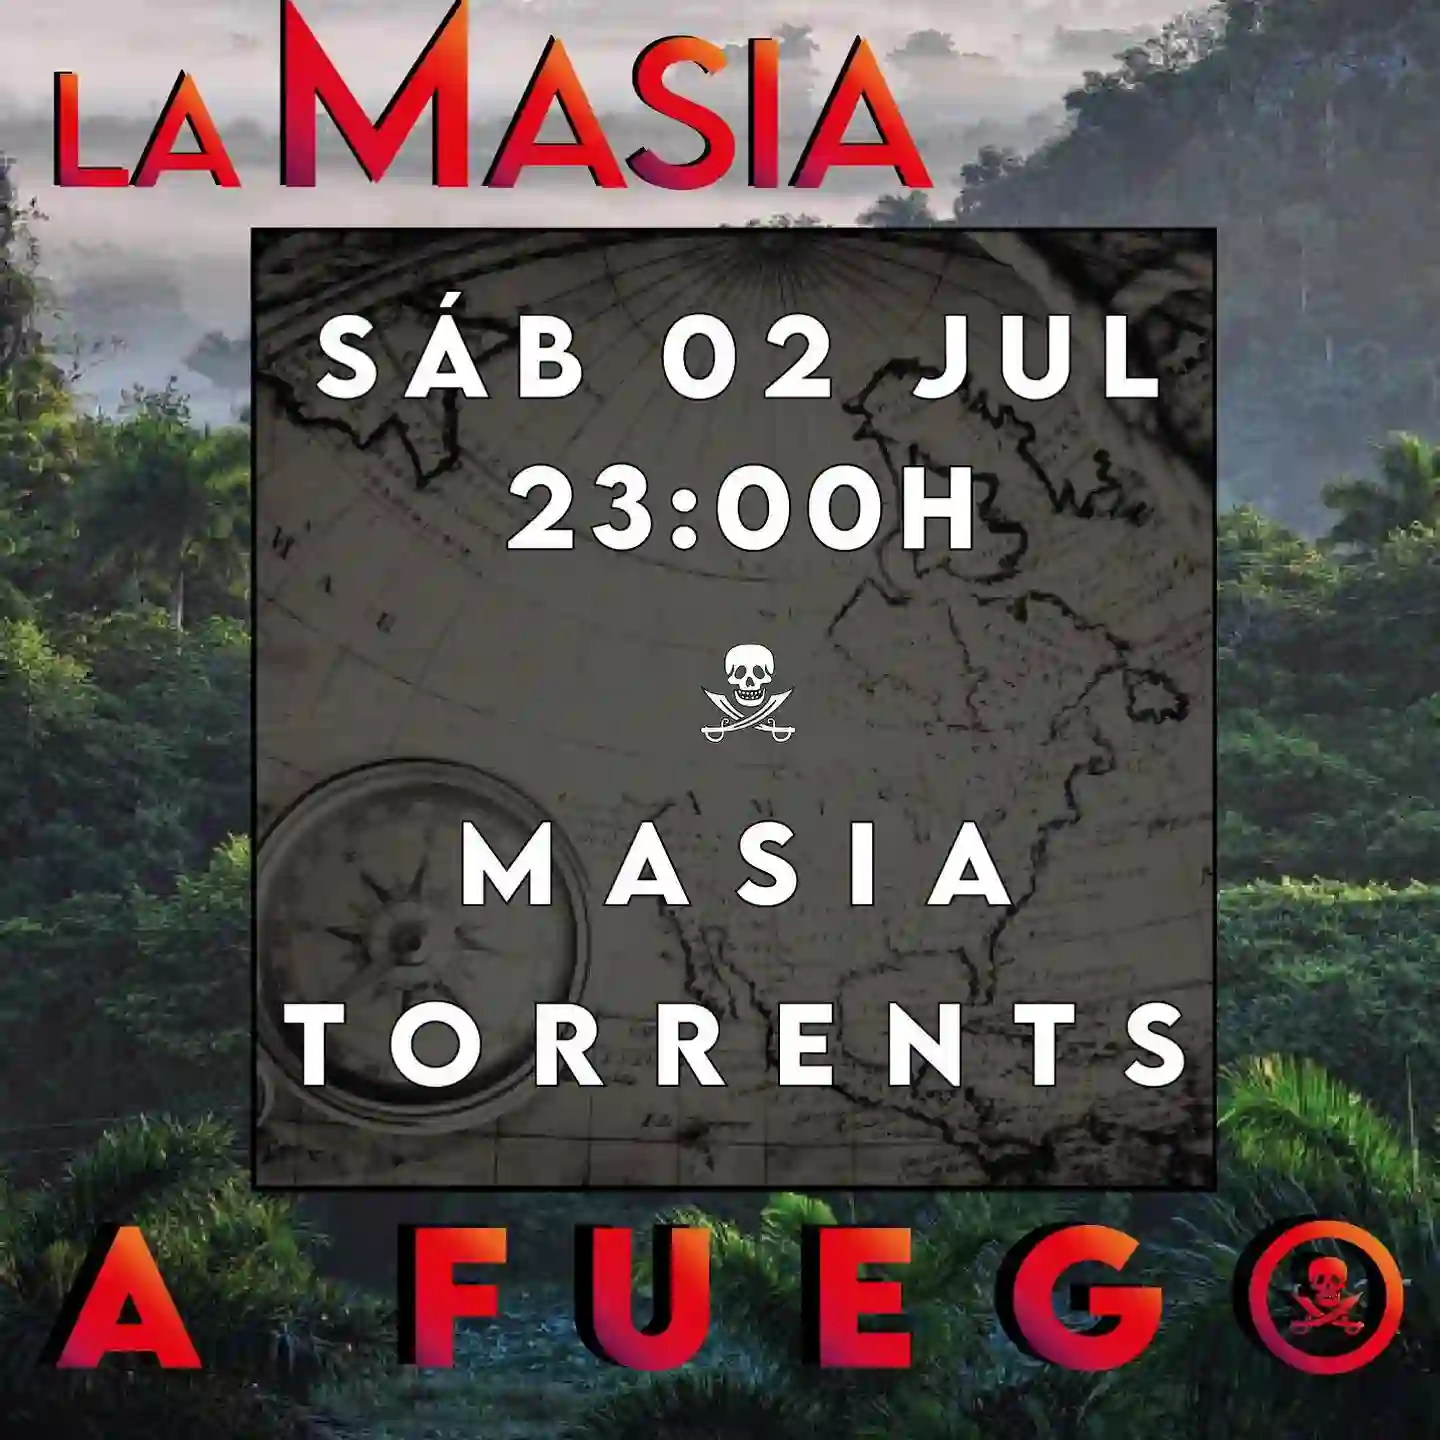 LA MASIA
SÁB 02 JUL
23:00H
MASIA
TORRENTS
A FUEGO